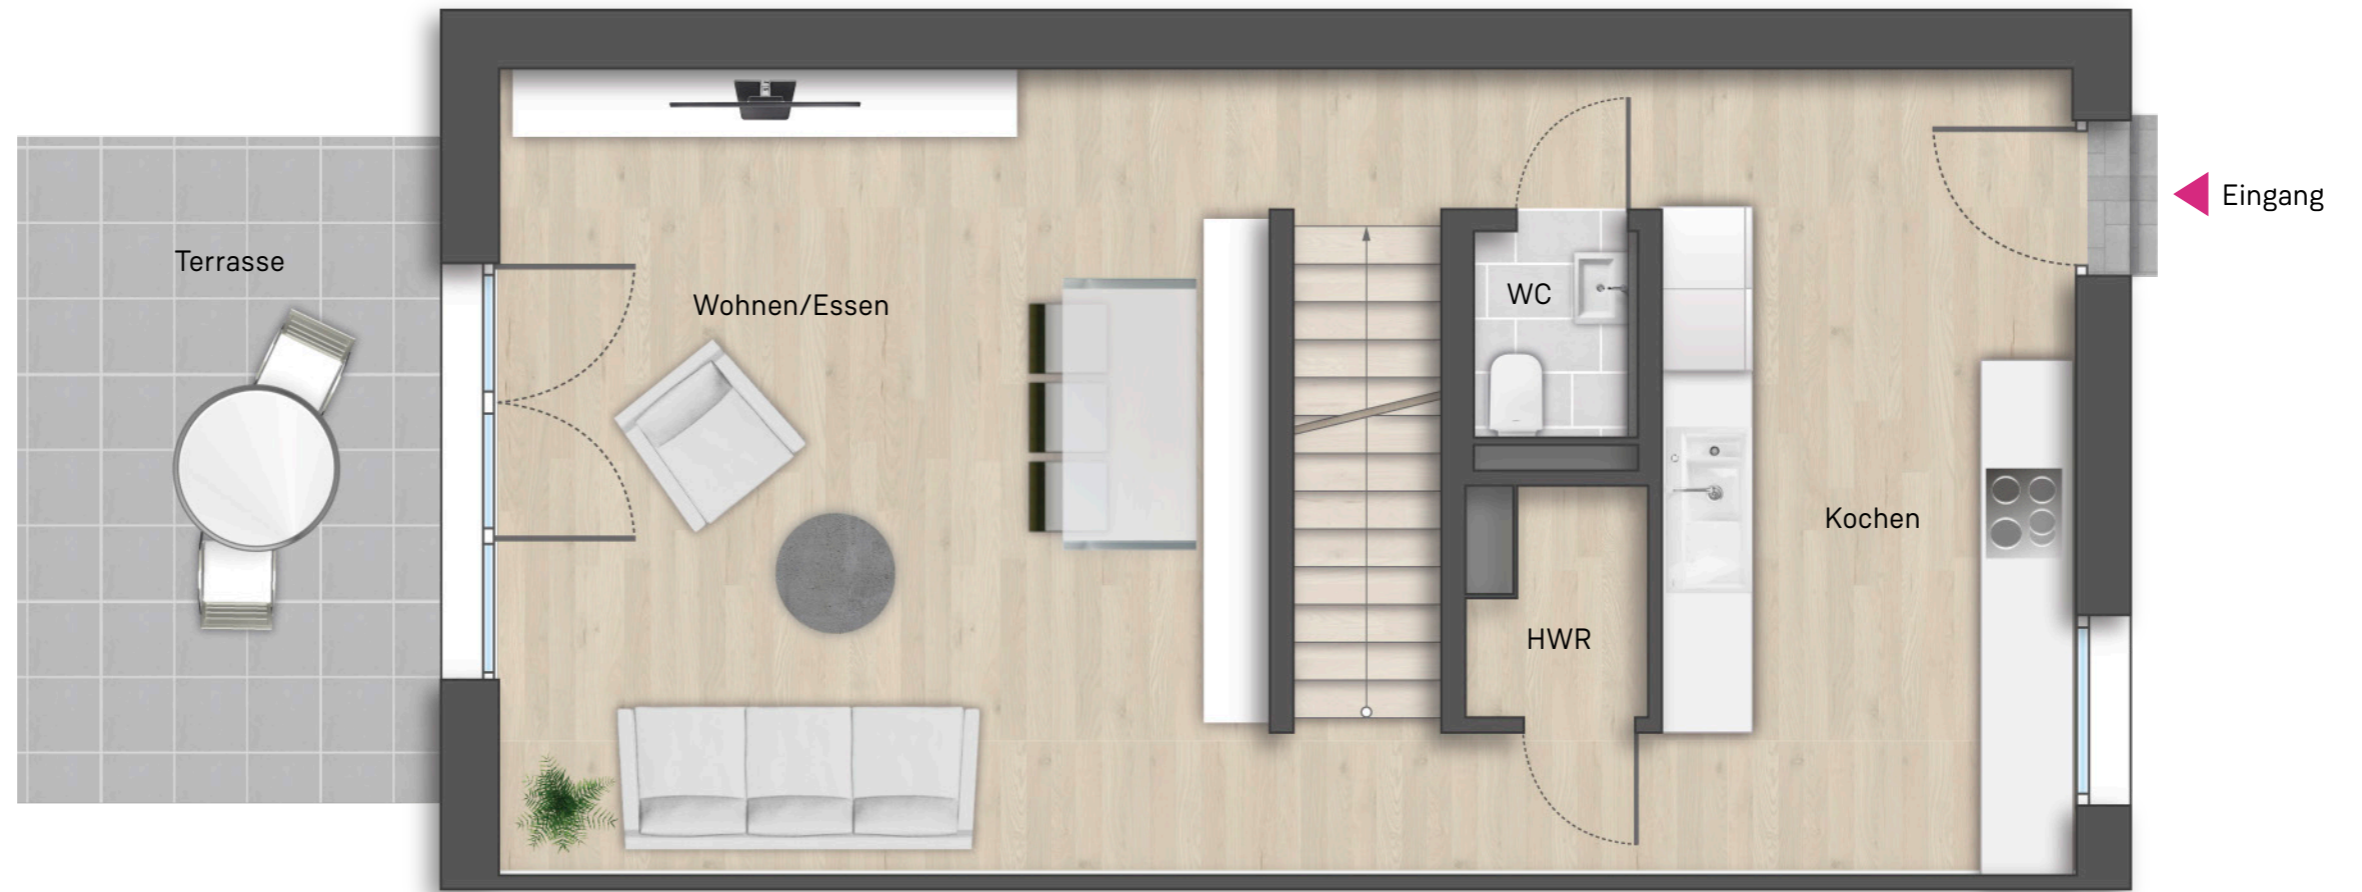 Eingang
Terrasse
Wohnen/Essen
WC
Kochen
HWR